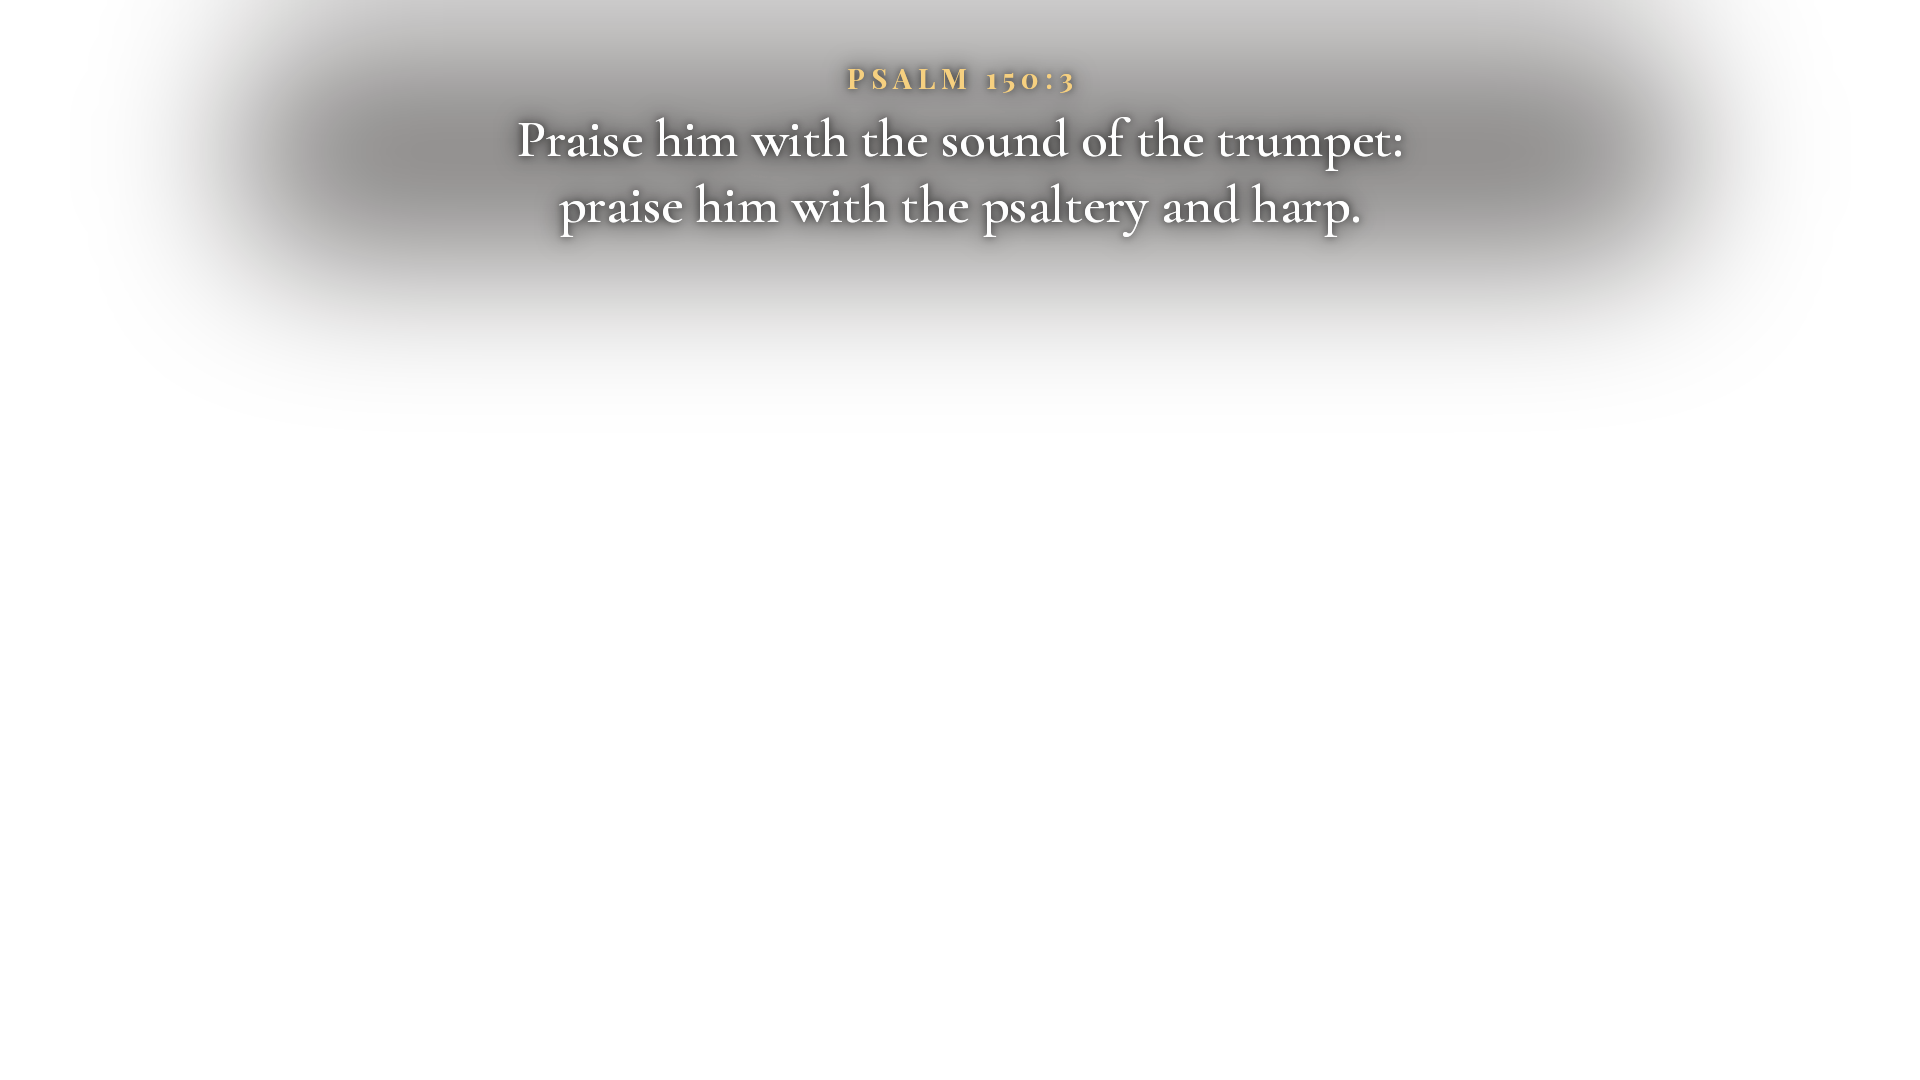 PSALM 150:3
Praise him with the sound of the trumpet:
praise him with the psaltery and harp.